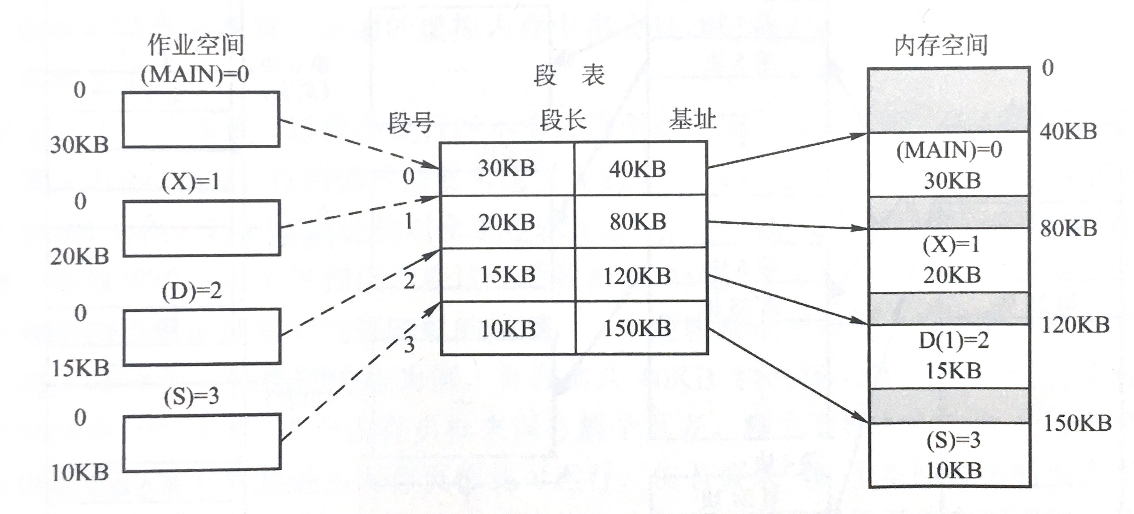 作业空间
(MAIN)=0
0
30KB
(X)=1
0
20KB
(D)=2
0
15KB
(S)=3
0
10KB
段 表
段号 段长 基址
0 30KB 40KB
1 20KB 80KB
2 15KB 120KB
3 10KB 150KB
内存空间
0
40KB
(MAIN)=0
30KB
80KB
(X)=1
20KB
120KB
D(1)=2
15KB
150KB
(S)=3
10KB